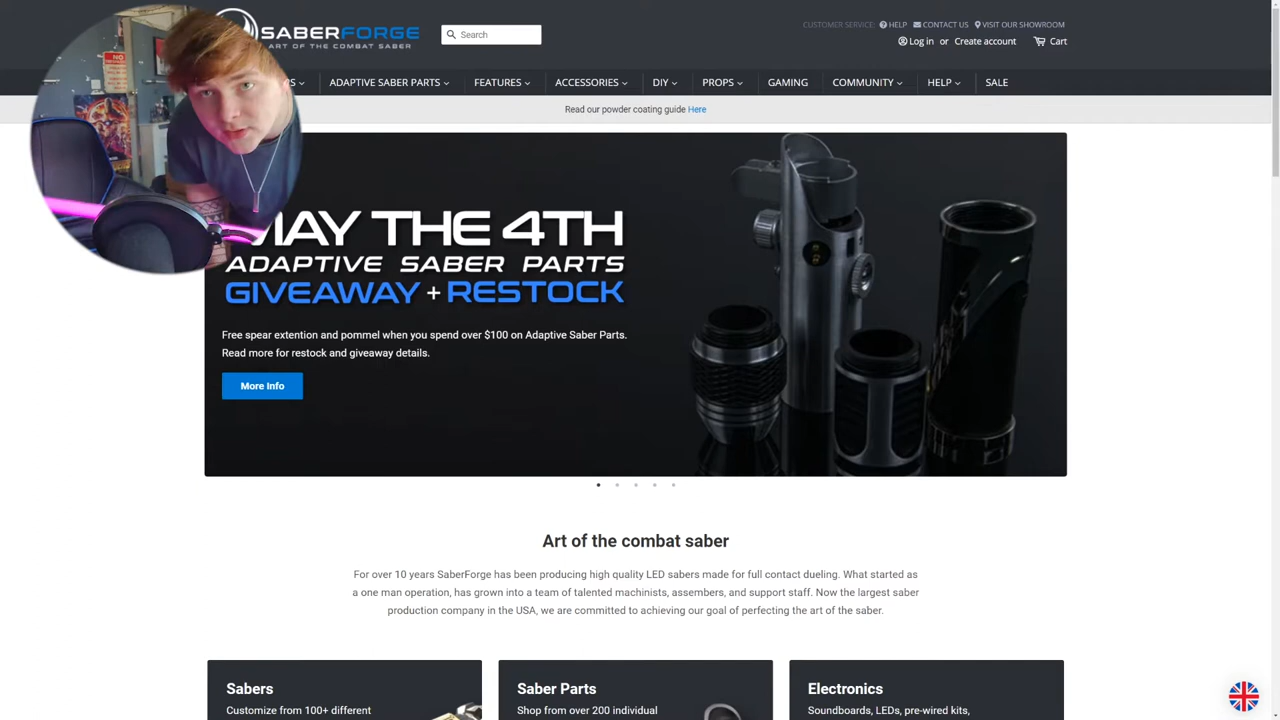 SABERFORGE
ART OF THE COMBAT SABER
Search
CUSTOMER SERVICE: HELP CONTACT US VISIT OUR SHOWROOM
Log in or Create account Cart
ADAPTIVE SABER PARTS FEATURES ACCESSORIES DIY PROPS GAMING COMMUNITY HELP SALE
Read our powder coating guide Here
MAY THE 4TH
ADAPTIVE SABER PARTS
GIVEAWAY + RESTOCK
Free spear extention and pommel when you spend over $100 on Adaptive Saber Parts.
Read more for restock and giveaway details.
More Info
Art of the combat saber
For over 10 years SaberForge has been producing high quality LED sabers made for full contact dueling. What started as
a one man operation, has grown into a team of talented machinists, assembers, and support staff. Now the largest saber
production company in the USA, we are committed to achieving our goal of perfecting the art of the saber.
Sabers
Customize from 100+ different
Saber Parts
Shop from over 200 individual
Electronics
Soundboards, LEDs, pre-wired kits,